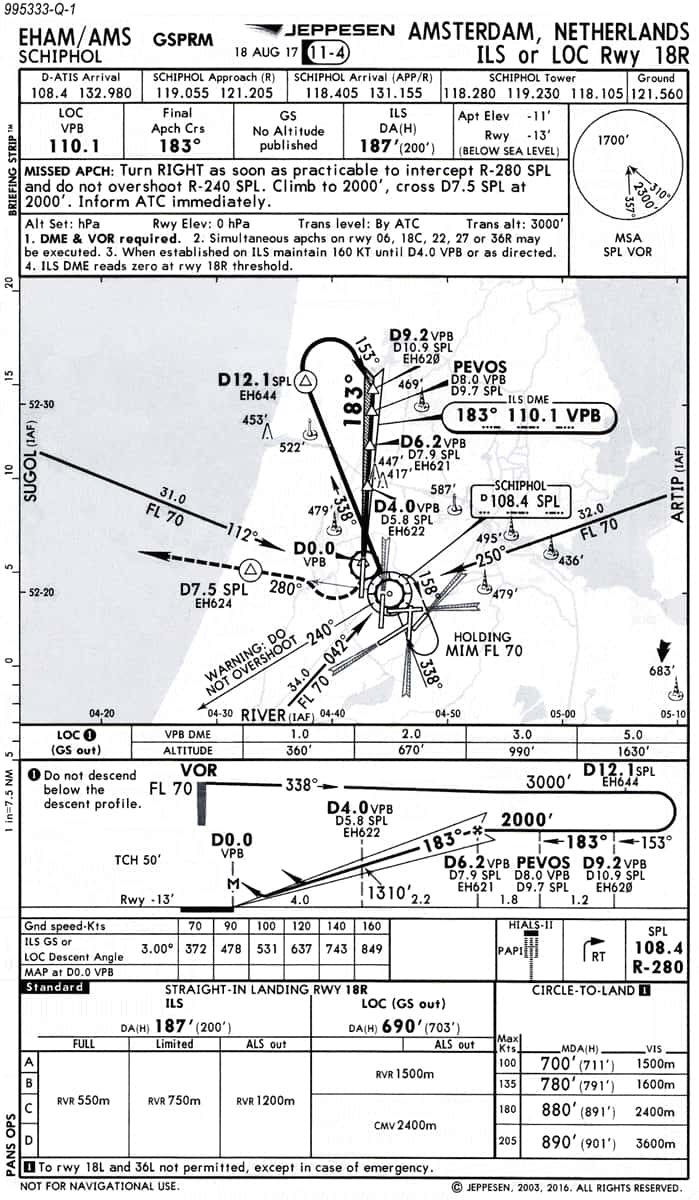 995333-Q-1
EHAM/AMS
SCHIPHOL
GSPRM
JEPPESEN
18 AUG 17
11-4
AMSTERDAM, NETHERLANDS
ILS or LOC Rwy 18R
D-ATIS Arrival
108.4 132.980
SCHIPHOL Approach (R)
119.055 121.205
SCHIPHOL Arrival (APP/R)
118.405 131.155
SCHIPHOL Tower
118.280 119.230 118.105
Ground
121.560
BRIEFING STRIP™
LOC
VPB
110.1
Final
Apch Crs
183°
GS
No Altitude
published
ILS
DA(H)
187'(200')
Apt Elev -11'
Rwy -13'
(BELOW SEA LEVEL)
1700'
2300'
310°
357°
MSA
SPL VOR
MISSED APCH: Turn RIGHT as soon as practicable to intercept R-280 SPL
and do not overshoot R-240 SPL. Climb to 2000', cross D7.5 SPL at
2000'. Inform ATC immediately.
Alt Set: hPa Rwy Elev: 0 hPa Trans level: By ATC Trans alt: 3000'
1. DME & VOR required. 2. Simultaneous apchs on rwy 06, 18C, 22, 27 or 36R may
be executed. 3. When established on ILS maintain 160 KT until D4.0 VPB or as directed.
4. ILS DME reads zero at rwy 18R threshold.
20
15
10
5
0
5
1 in=7.5 NM
52-30
52-20
D9.2 VPB
D10.9 SPL
EH620
153°
PEVOS
D8.0 VPB
D9.7 SPL
D12.1 SPL
EH644
183°
469'
ILS DME
183° 110.1 VPB
453'
522'
D6.2 VPB
D7.9 SPL
EH621
447'
417'
SUGOL (IAF)
31.0
FL 70
112°
479'
338°
D4.0 VPB
D5.8 SPL
EH622
587'
SCHIPHOL
D 108.4 SPL
ARTIP (IAF)
32.0
FL 70
250°
495'
436'
479'
D0.0
VPB
D7.5 SPL
EH624
280°
158°
240°
WARNING: DO
NOT OVERSHOOT
042°
34.0
FL 70
HOLDING
MIM FL 70
338°
683'
RIVER (IAF)
04-20
04-30
04-40
04-50
05-00
05-10
LOC 1
(GS out)
VPB DME 1.0 2.0 3.0 5.0
ALTITUDE 360' 670' 990' 1630'
1 Do not descend
below the
descent profile.
VOR
FL 70
338°
3000'
D12.1 SPL
EH644
D4.0 VPB
D5.8 SPL
EH622
2000'
183°
183°
153°
D0.0
VPB
TCH 50'
M
D6.2 VPB
D7.9 SPL
EH621
PEVOS
D8.0 VPB
D9.7 SPL
D9.2 VPB
D10.9 SPL
EH620
Rwy -13'
1310'
4.0
2.2
1.8
1.2
Gnd speed-Kts 70 90 100 120 140 160
ILS GS or
LOC Descent Angle
3.00° 372 478 531 637 743 849
MAP at D0.0 VPB
HIALS-II
PAPI
RT
SPL
108.4
R-280
Standard
STRAIGHT-IN LANDING RWY 18R
CIRCLE-TO-LAND 1
ILS
LOC (GS out)
DA(H) 187'(200')
DA(H) 690'(703')
FULL
Limited
ALS out
ALS out
Max
Kts
MDA(H)
VIS
A
B
C
D
RVR 550m
RVR 750m
RVR 1200m
RVR 1500m
CMV 2400m
100 700'(711') 1500m
135 780'(791') 1600m
180 880'(891') 2400m
205 890'(901') 3600m
PANS OPS
1 To rwy 18L and 36L not permitted, except in case of emergency.
NOT FOR NAVIGATIONAL USE.
© JEPPESEN, 2003, 2016. ALL RIGHTS RESERVED.